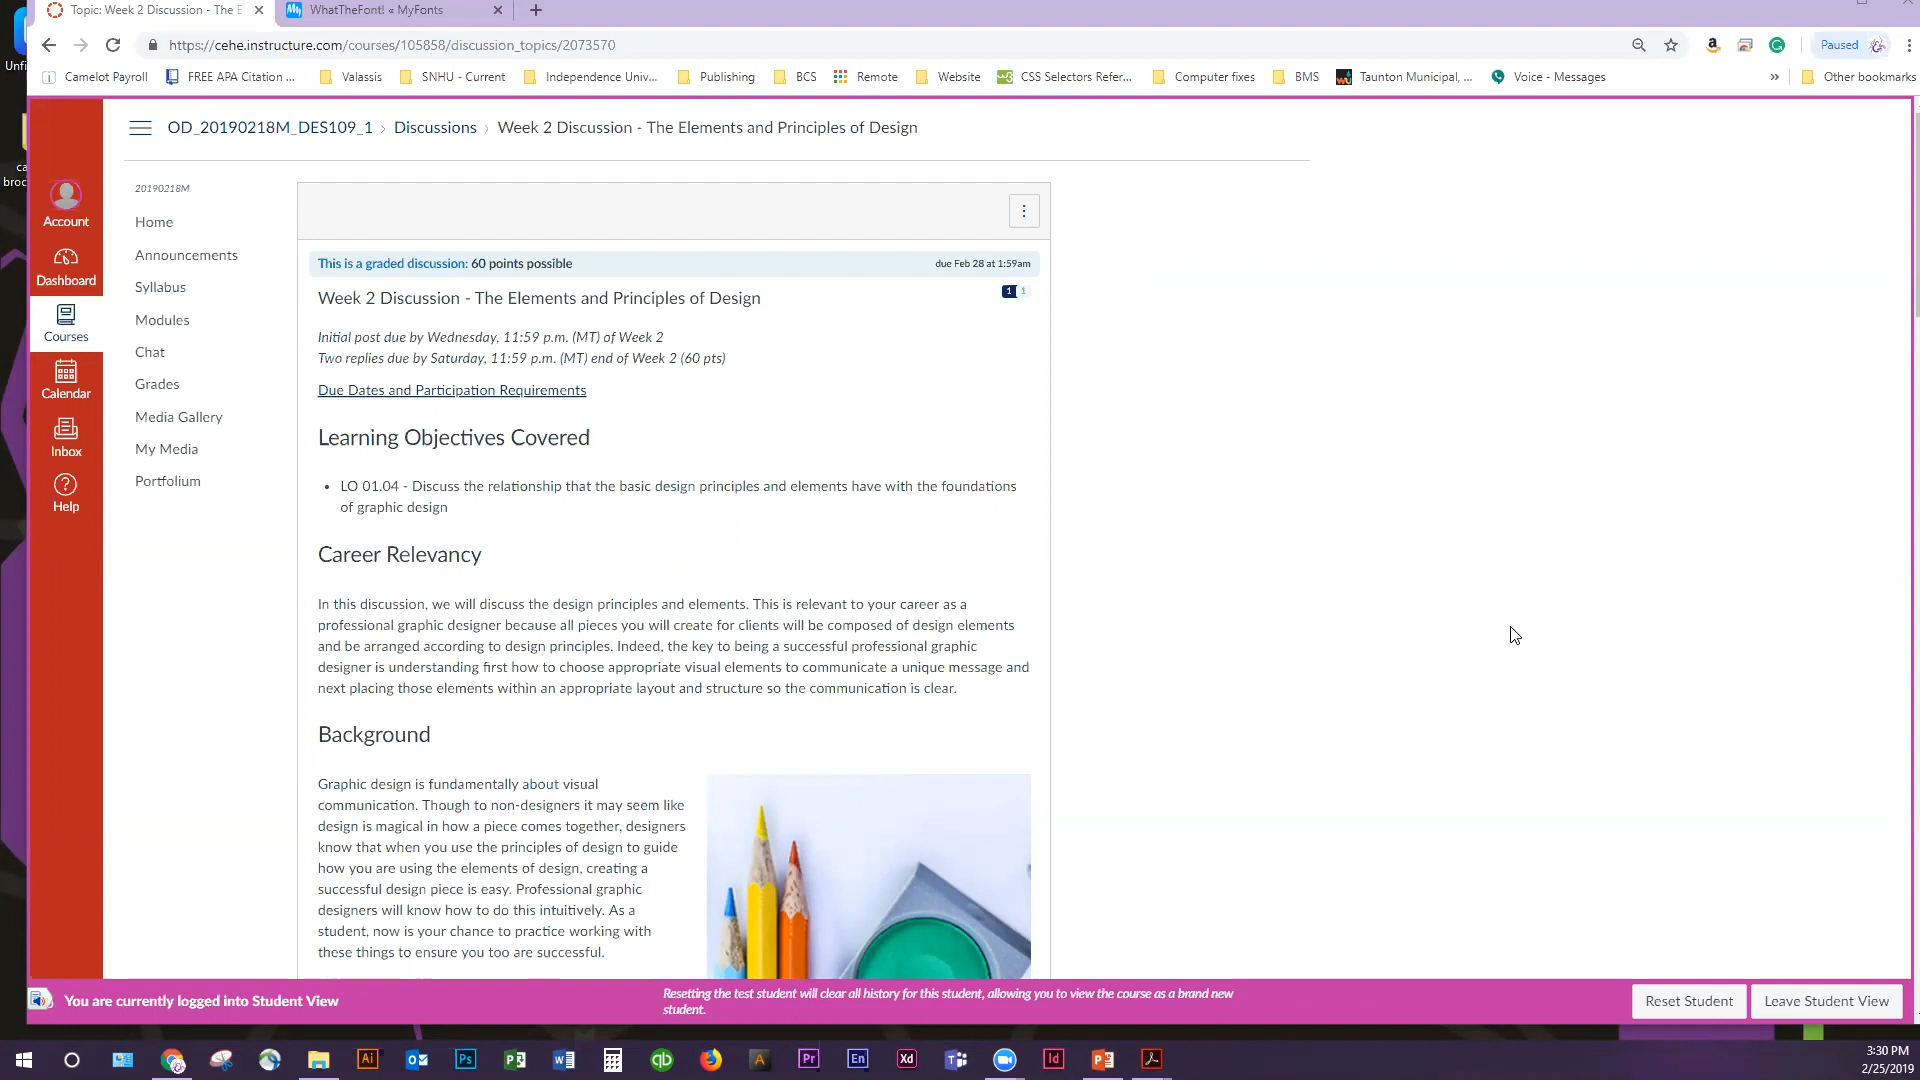 Topic: Week 2 Discussion - The E
WhatTheFont! « MyFonts
https://cehe.instructure.com/courses/105858/discussion_topics/2073570
Paused
Camelot Payroll
FREE APA Citation ...
Valassis
SNHU - Current
Independence Univ...
Publishing
BCS
Remote
Website
CSS Selectors Refer...
Computer fixes
BMS
Taunton Municipal, ...
Voice - Messages
»
Other bookmarks
OD_20190218M_DES109_1 › Discussions › Week 2 Discussion - The Elements and Principles of Design
Account
Dashboard
Courses
Calendar
Inbox
Help
20190218M
Home
Announcements
Syllabus
Modules
Chat
Grades
Media Gallery
My Media
Portfolium
This is a graded discussion: 60 points possible
due Feb 28 at 1:59am
Week 2 Discussion - The Elements and Principles of Design
1 1
Initial post due by Wednesday, 11:59 p.m. (MT) of Week 2
Two replies due by Saturday, 11:59 p.m. (MT) end of Week 2 (60 pts)
Due Dates and Participation Requirements
Learning Objectives Covered
• LO 01.04 - Discuss the relationship that the basic design principles and elements have with the foundations
of graphic design
Career Relevancy
In this discussion, we will discuss the design principles and elements. This is relevant to your career as a
professional graphic designer because all pieces you will create for clients will be composed of design elements
and be arranged according to design principles. Indeed, the key to being a successful professional graphic
designer is understanding first how to choose appropriate visual elements to communicate a unique message and
next placing those elements within an appropriate layout and structure so the communication is clear.
Background
Graphic design is fundamentally about visual
communication. Though to non-designers it may seem like
design is magical in how a piece comes together, designers
know that when you use the principles of design to guide
how you are using the elements of design, creating a
successful design piece is easy. Professional graphic
designers will know how to do this intuitively. As a
student, now is your chance to practice working with
these things to ensure you too are successful.
You are currently logged into Student View
Resetting the test student will clear all history for this student, allowing you to view the course as a brand new
student.
Reset Student
Leave Student View
Ai
Ps
Pr
En
Xd
Id
3:30 PM
2/25/2019